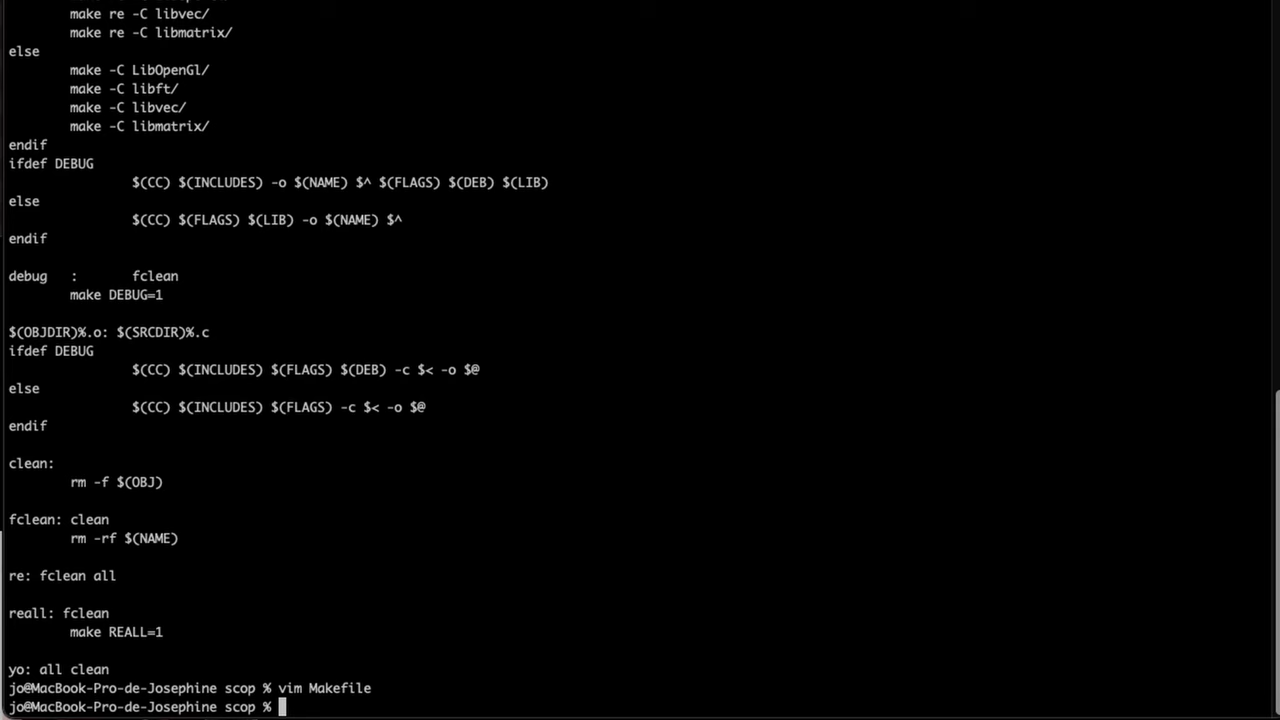 make re -C libvec/
make re -C libmatrix/
else
make -C LibOpenGl/
make -C libft/
make -C libvec/
make -C libmatrix/
endif
ifdef DEBUG
$(CC) $(INCLUDES) -o $(NAME) $^ $(FLAGS) $(DEB) $(LIB)
else
$(CC) $(FLAGS) $(LIB) -o $(NAME) $^
endif
debug : fclean
make DEBUG=1
$(OBJDIR)%.o: $(SRCDIR)%.c
ifdef DEBUG
$(CC) $(INCLUDES) $(FLAGS) $(DEB) -c $< -o $@
else
$(CC) $(INCLUDES) $(FLAGS) -c $< -o $@
endif
clean:
rm -f $(OBJ)
fclean: clean
rm -rf $(NAME)
re: fclean all
reall: fclean
make REALL=1
yo: all clean
jo@MacBook-Pro-de-Josephine scop % vim Makefile
jo@MacBook-Pro-de-Josephine scop %